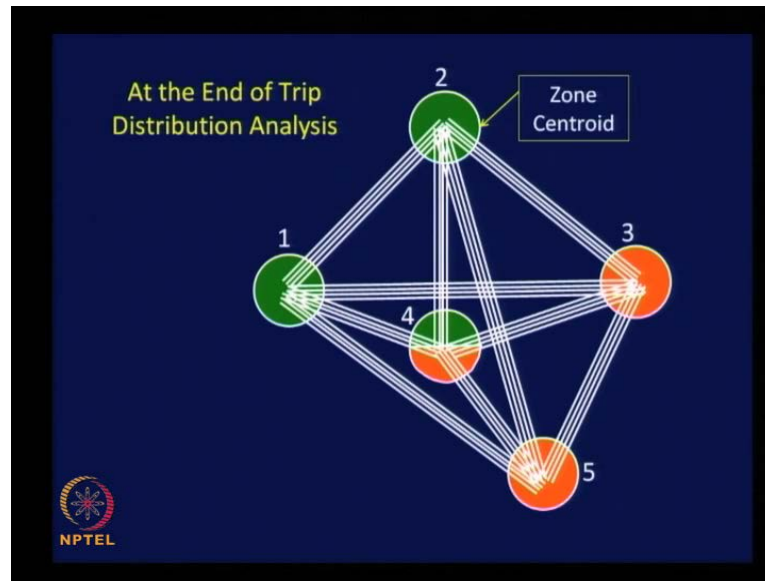 At the End of Trip
Distribution Analysis
2
Zone
Centroid
1
3
4
5
NPTEL